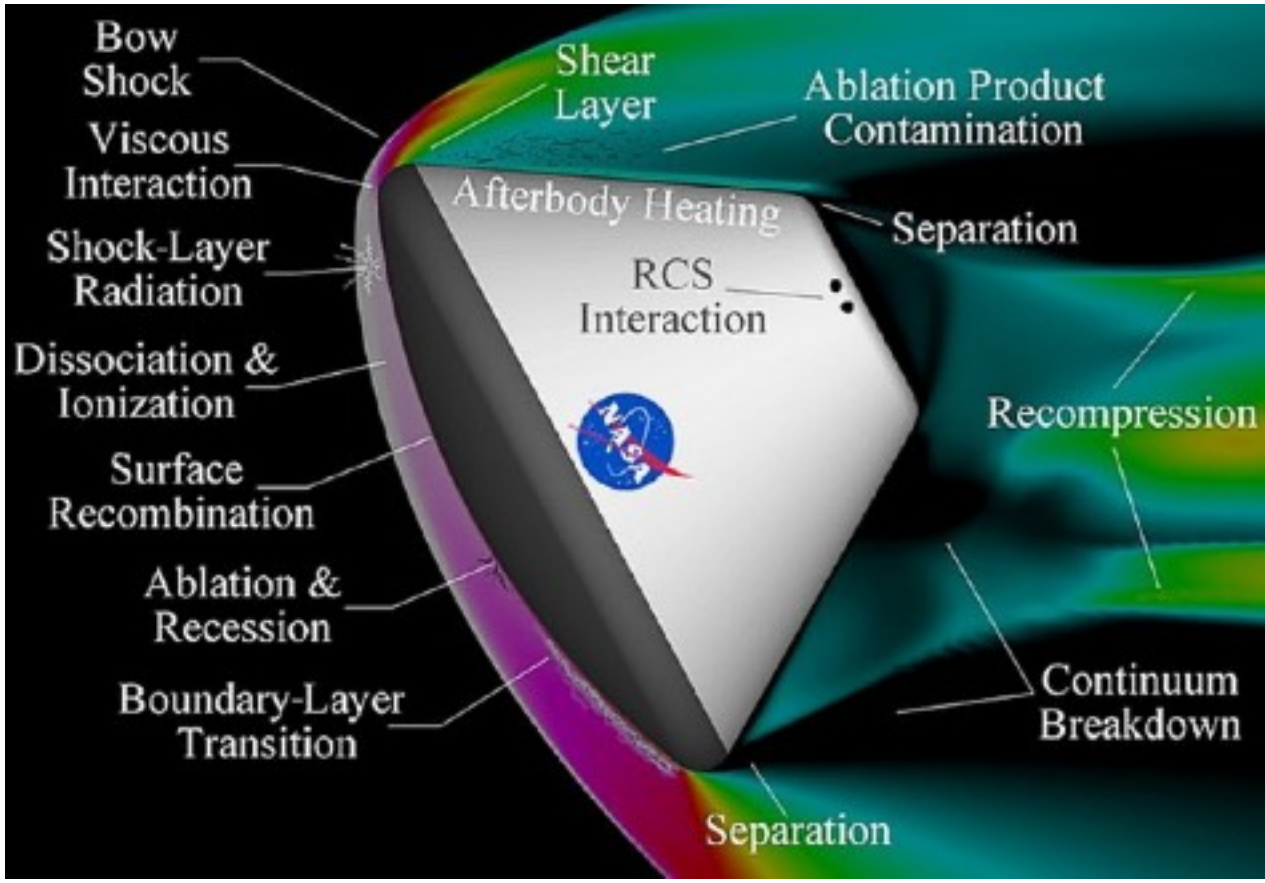 Bow
Shock
Viscous
Interaction
Shock-Layer
Radiation
Dissociation &
Ionization
Surface
Recombination
Ablation &
Recession
Boundary-Layer
Transition
Shear
Layer
Ablation Product
Contamination
Afterbody Heating
Separation
RCS
Interaction
NASA
Recompression
Continuum
Breakdown
Separation